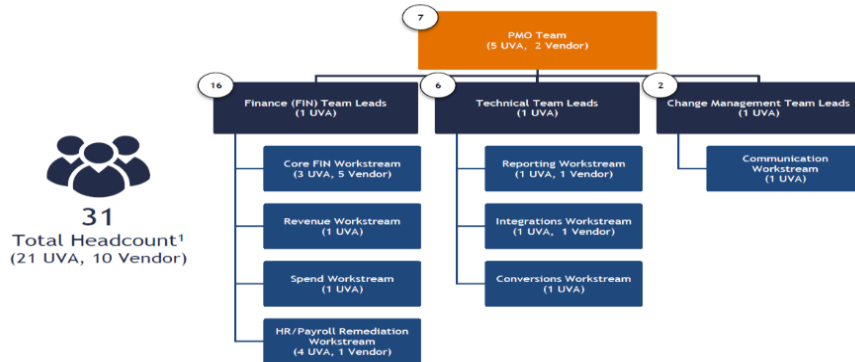 7
PMO Team
(5 UVA, 2 Vendor)
16
Finance (FIN) Team Leads
(1 UVA)
6
Technical Team Leads
(1 UVA)
2
Change Management Team Leads
(1 UVA)
Core FIN Workstream
(3 UVA, 5 Vendor)
Reporting Workstream
(1 UVA, 1 Vendor)
Communication
Workstream
(1 UVA)
31
Total Headcount¹
(21 UVA, 10 Vendor)
Revenue Workstream
(1 UVA)
Integrations Workstream
(1 UVA, 1 Vendor)
Spend Workstream
(1 UVA)
Conversions Workstream
(1 UVA)
HR/Payroll Remediation
Workstream
(4 UVA, 1 Vendor)